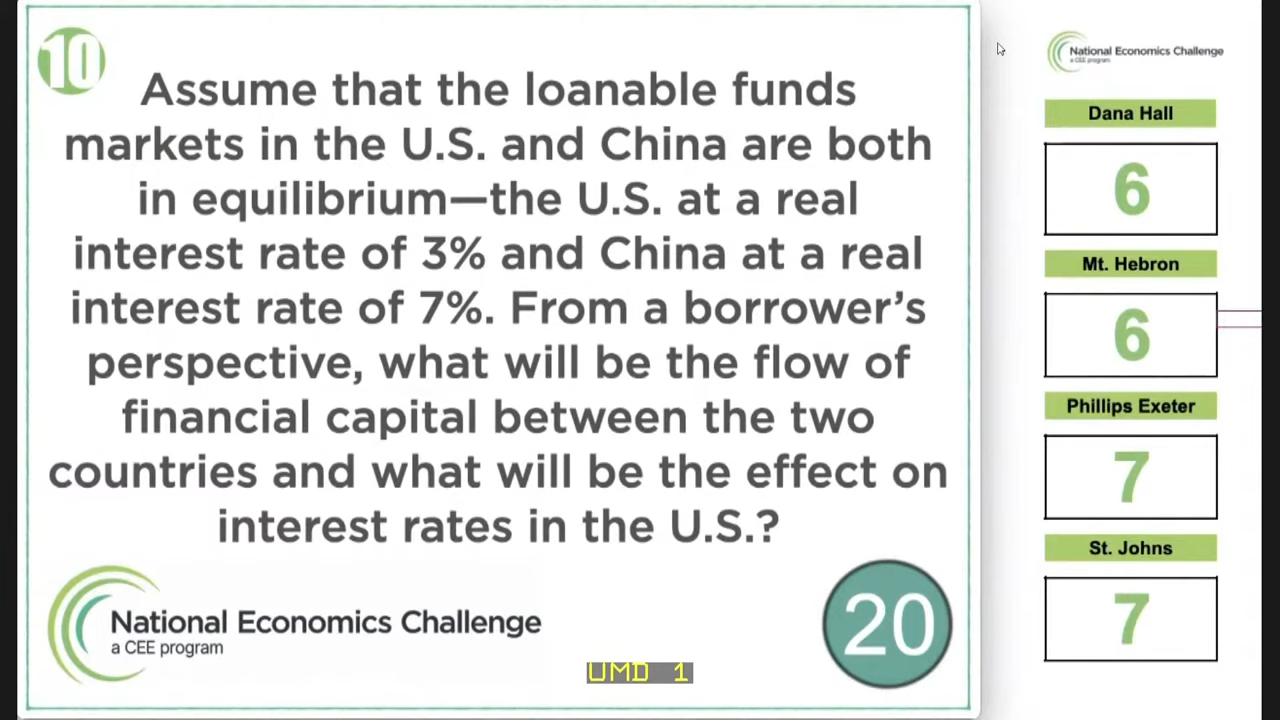 10
Assume that the loanable funds
markets in the U.S. and China are both
in equilibrium—the U.S. at a real
interest rate of 3% and China at a real
interest rate of 7%. From a borrower’s
perspective, what will be the flow of
financial capital between the two
countries and what will be the effect on
interest rates in the U.S.?
National Economics Challenge
a CEE program
20
UMD 1
National Economics Challenge
a CEE program
Dana Hall
6
Mt. Hebron
6
Phillips Exeter
7
St. Johns
7